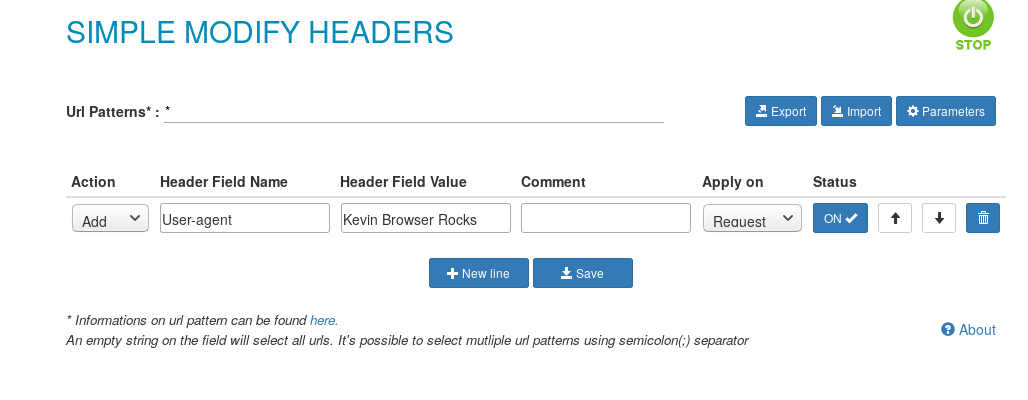 SIMPLE MODIFY HEADERS
STOP
Url Patterns* : *
Export Import Parameters
Action Header Field Name Header Field Value Comment Apply on Status
Add User-agent Kevin Browser Rocks Request ON
New line Save
* Informations on url pattern can be found here.
An empty string on the field will select all urls. It's possible to select mutliple url patterns using semicolon(;) separator
About